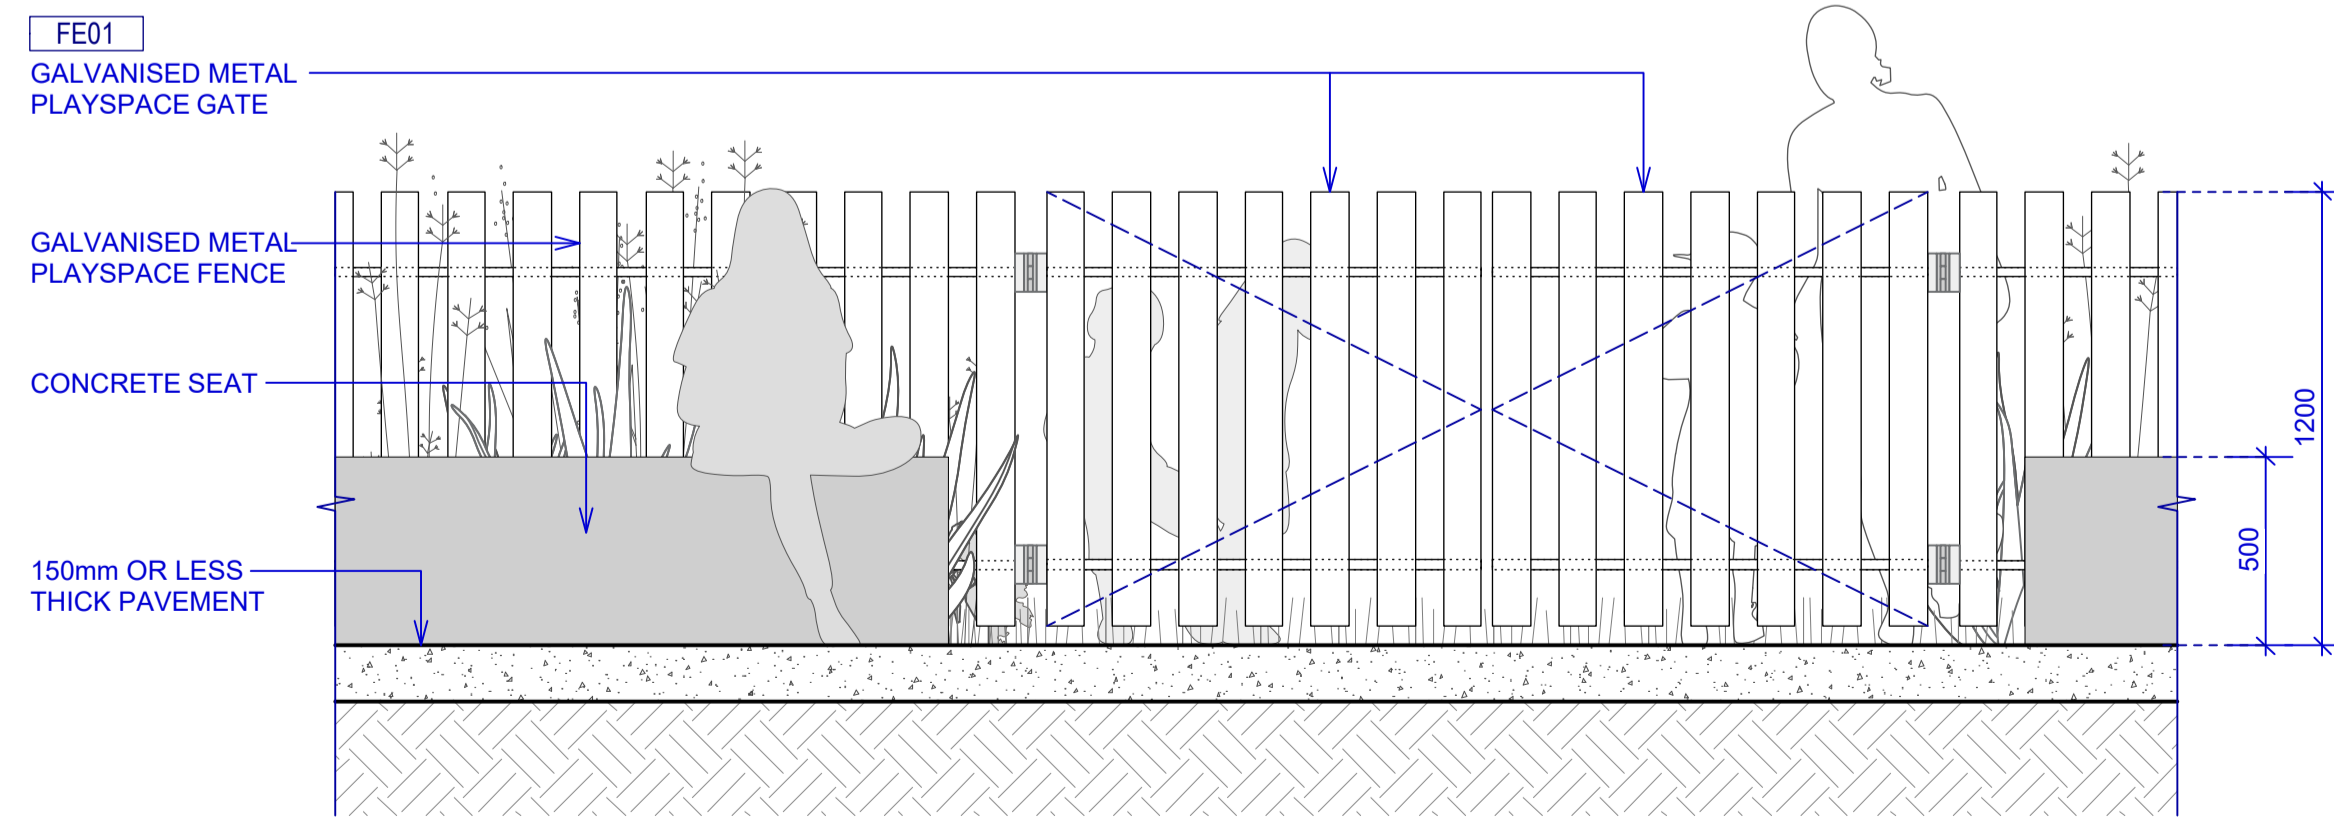 FE01
GALVANISED METAL
PLAYSPACE GATE
GALVANISED METAL
PLAYSPACE FENCE
CONCRETE SEAT
150mm OR LESS
THICK PAVEMENT
1200
500